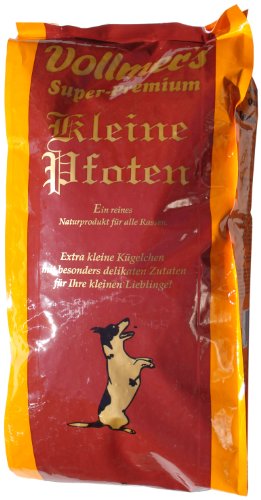 Vollmer's
Super-Premium
Kleine
Pfoten
Ein reines
Naturprodukt für alle Rassen.
Extra kleine Kügelchen
mit besonders delikaten Zutaten
für Ihre kleinen Lieblinge!